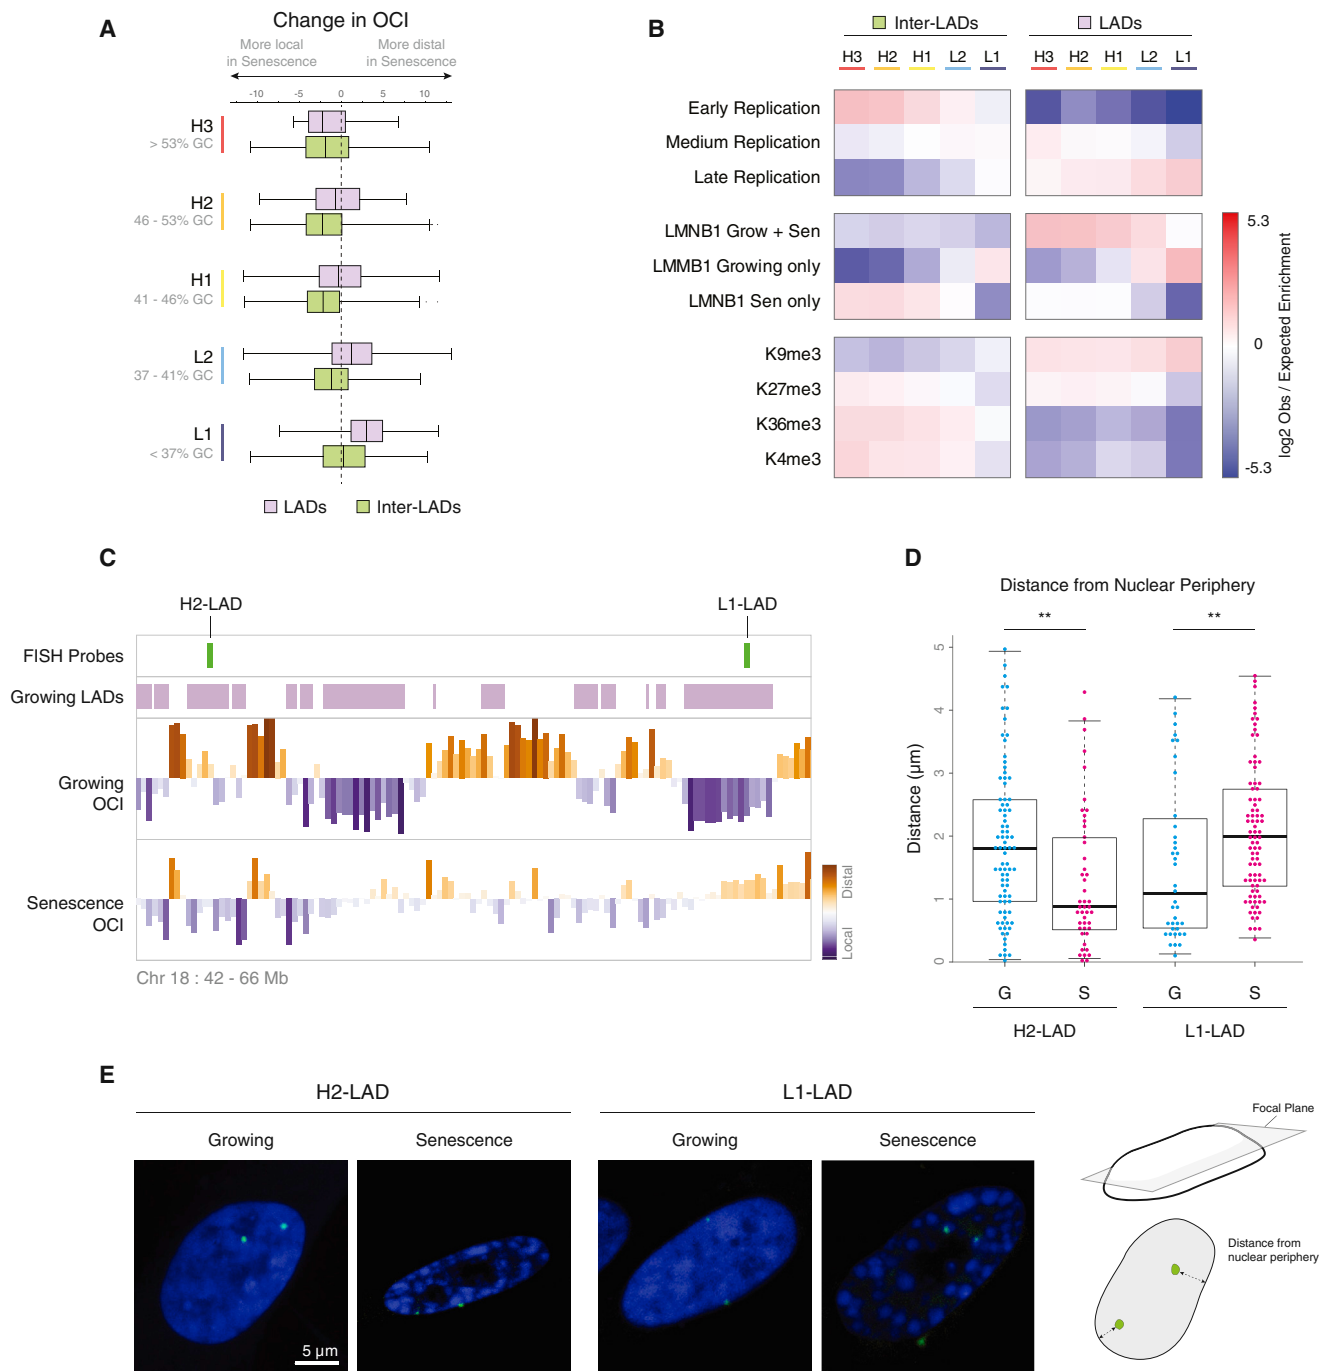 A
Change in OCI
More local
in Senescence
More distal
in Senescence
-10 -5 0 5 10
H3
> 53% GC
H2
46 - 53% GC
H1
41 - 46% GC
L2
37 - 41% GC
L1
< 37% GC
LADs Inter-LADs
B
Inter-LADs LADs
H3 H2 H1 L2 L1 H3 H2 H1 L2 L1
Early Replication
Medium Replication
Late Replication
LMNB1 Grow + Sen
LMMB1 Growing only
LMNB1 Sen only
K9me3
K27me3
K36me3
K4me3
5.3
0
-5.3
log2 Obs / Expected Enrichment
C
H2-LAD L1-LAD
FISH Probes
Growing LADs
Growing
OCI
Senescence
OCI
Distal
Local
Chr 18 : 42 - 66 Mb
D
Distance from Nuclear Periphery
** **
Distance (µm)
5
4
3
2
1
0
G S G S
H2-LAD L1-LAD
E
H2-LAD L1-LAD
Growing Senescence Growing Senescence
5 µm
Focal Plane
Distance from
nuclear periphery